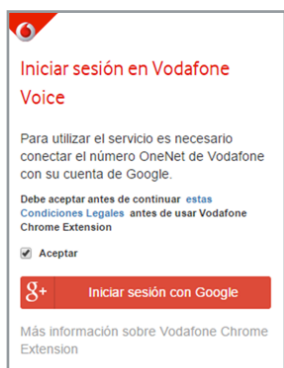 Iniciar sesión en Vodafone
Voice
Para utilizar el servicio es necesario
conectar el número OneNet de Vodafone
con su cuenta de Google.
Debe aceptar antes de continuar estas
Condiciones Legales antes de usar Vodafone
Chrome Extension
Aceptar
g+ Iniciar sesión con Google
Más información sobre Vodafone Chrome
Extension